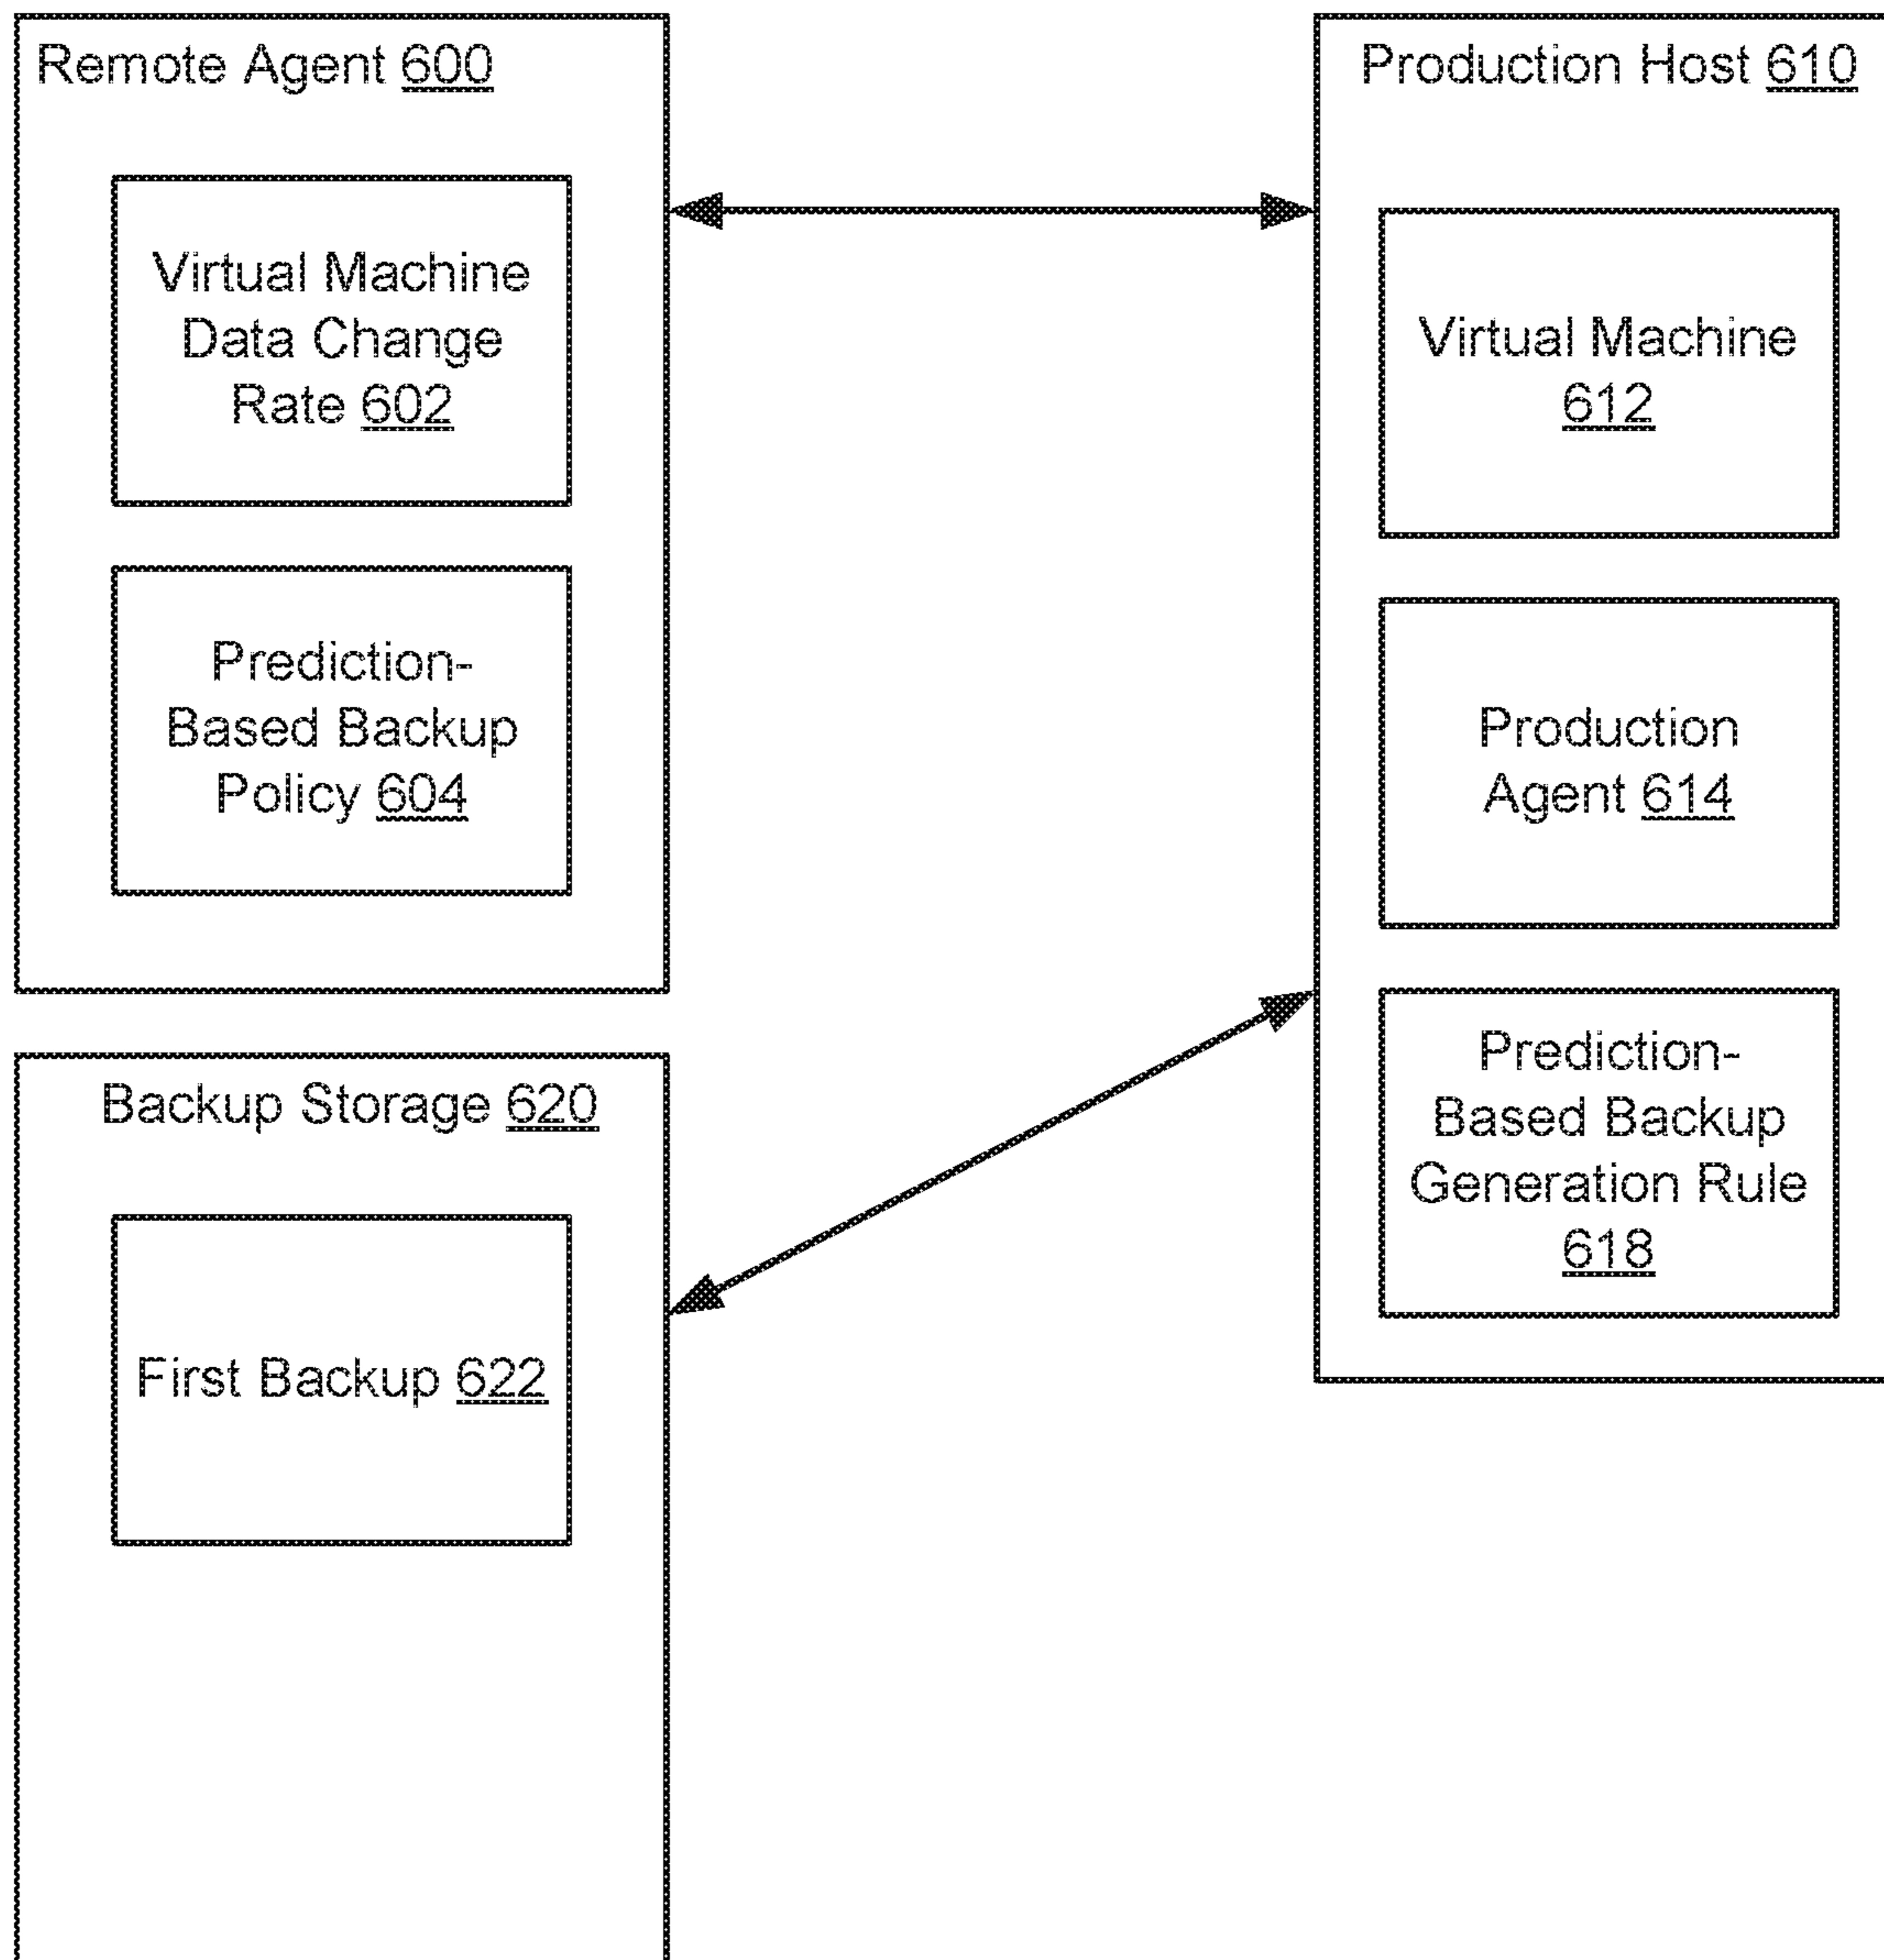 Remote Agent 600
Virtual Machine
Data Change
Rate 602
Prediction-
Based Backup
Policy 604
Production Host 610
Virtual Machine
612
Production
Agent 614
Prediction-
Based Backup
Generation Rule
618
Backup Storage 620
First Backup 622